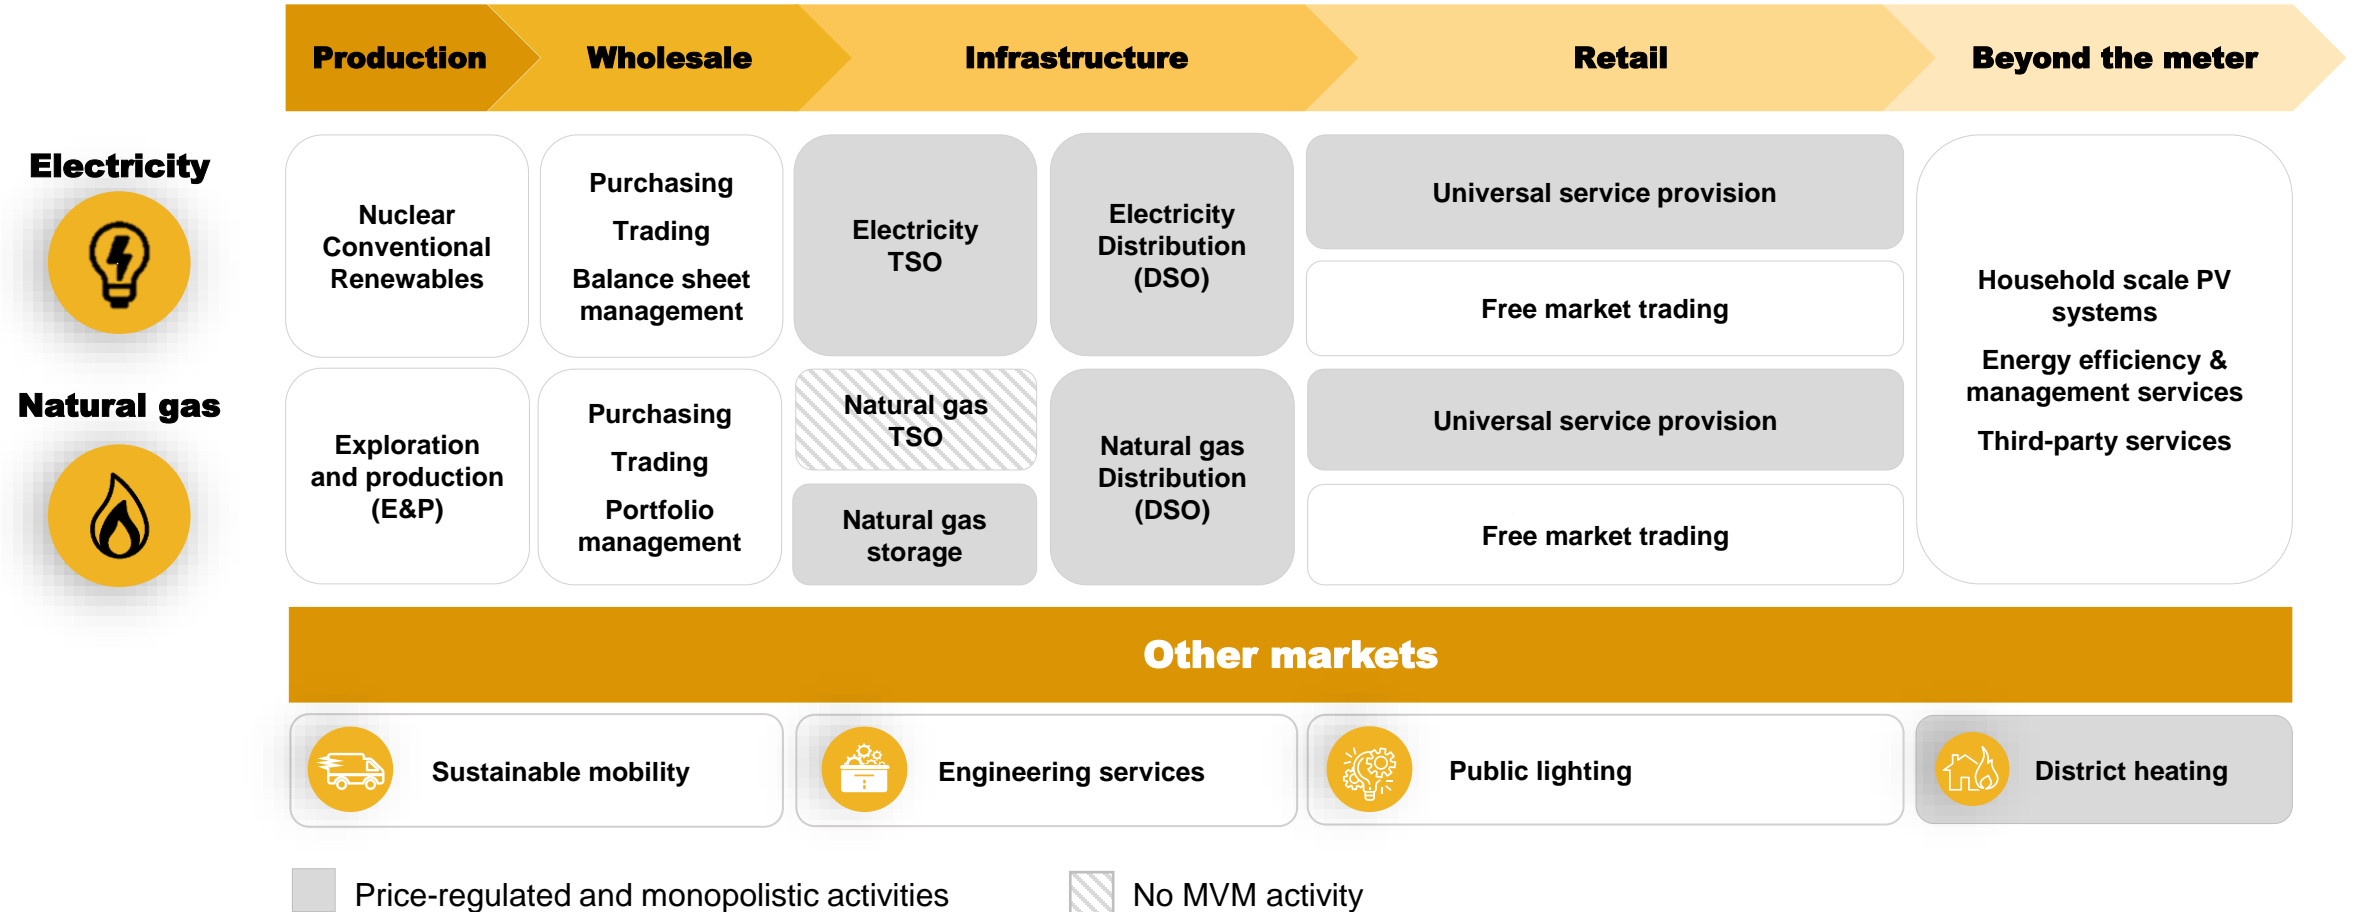 Production
Wholesale
Infrastructure
Retail
Beyond the meter
Electricity
Nuclear
Conventional
Renewables
Purchasing
Trading
Balance sheet
management
Electricity
TSO
Electricity
Distribution
(DSO)
Universal service provision
Free market trading
Household scale PV
systems
Energy efficiency &
management services
Third-party services
Natural gas
Exploration
and production
(E&P)
Purchasing
Trading
Portfolio
management
Natural gas
TSO
Natural gas
storage
Natural gas
Distribution
(DSO)
Universal service provision
Free market trading
Other markets
Sustainable mobility
Engineering services
Public lighting
District heating
Price-regulated and monopolistic activities
No MVM activity